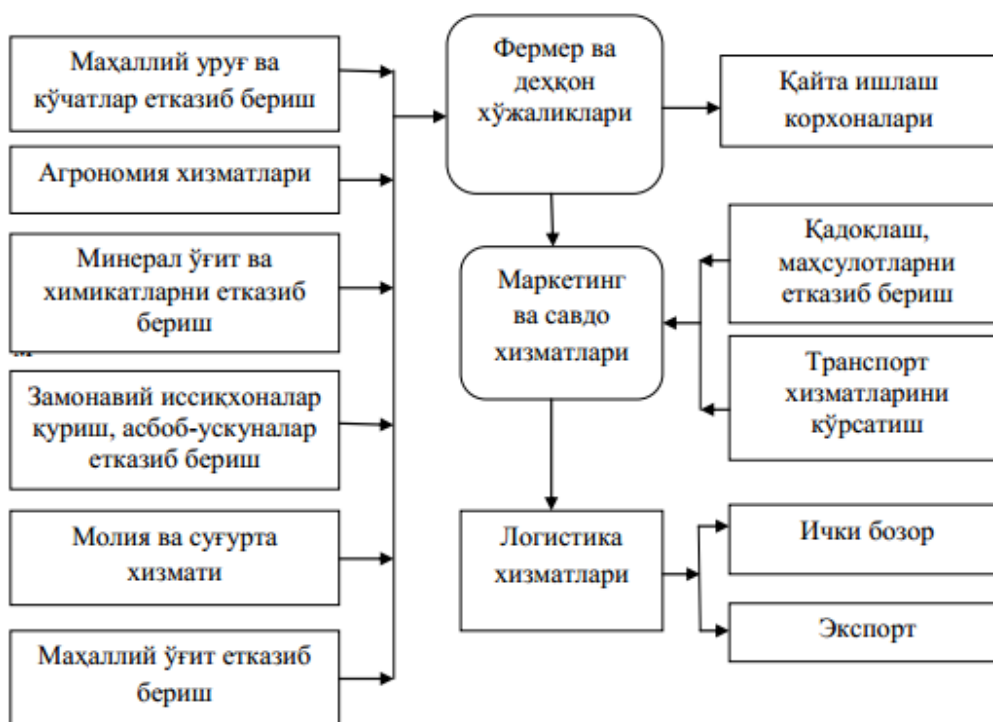 Маҳаллий уруғ ва
кўчатлар етказиб бериш
Агрономия хизматлари
Минерал ўғит ва
химикатларни етказиб
бериш
Замонавий иссиқхоналар
қуриш, асбоб-ускуналар
етказиб бериш
Молия ва суғурта
хизмати
Маҳаллий ўғит етказиб
бериш
Фермер ва
деҳқон
хўжаликлари
Маркетинг
ва савдо
хизматлари
Логистика
хизматлари
Қайта ишлаш
корхоналари
Қадоқлаш,
маҳсулотларни
етказиб бериш
Транспорт
хизматларини
кўрсатиш
Ички бозор
Экспорт